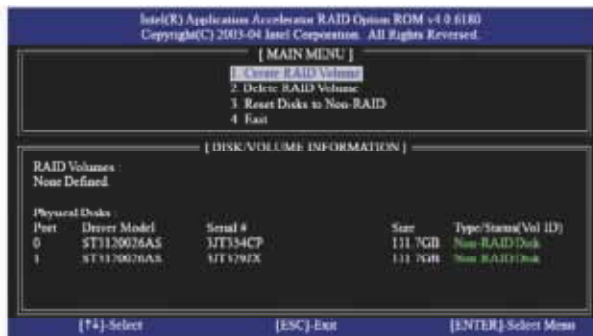 Intel(R) Application Accelerator RAID Option ROM v4.0.6180
Copyright(C) 2003-04 Intel Corporation. All Rights Reversed.
[ MAIN MENU ]
1. Create RAID Volume
2. Delete RAID Volume
3. Reset Disks to Non-RAID
4. Exit
[ DISK/VOLUME INFORMATION ]
RAID Volumes :
None Defined.
Physical Disks :
Port Driver Model Serial # Size Type/Status(Vol ID)
0 ST3120026AS 3JT354CP 111.7GB Non-RAID Disk
1 ST3120026AS 111.7GB Non-RAID Disk
[↑↓]-Select [ESC]-Exit [ENTER]-Select Menu